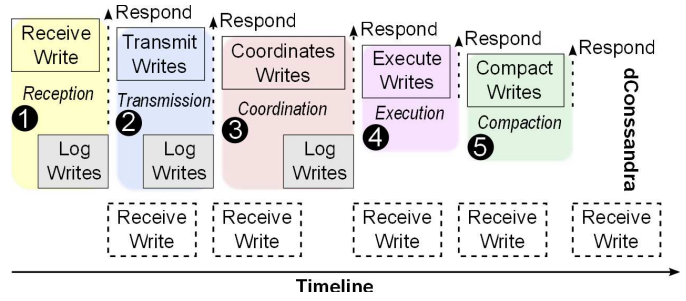 Respond
Respond
Respond
Respond
Respond
Receive
Write
Transmit
Writes
Coordinates
Writes
Execute
Writes
Compact
Writes
Reception
Transmission
Coordination
Execution
Compaction
1
2
3
4
5
Log
Writes
Log
Writes
Log
Writes
dConssandra
Receive
Write
Receive
Write
Receive
Write
Receive
Write
Receive
Write
Timeline